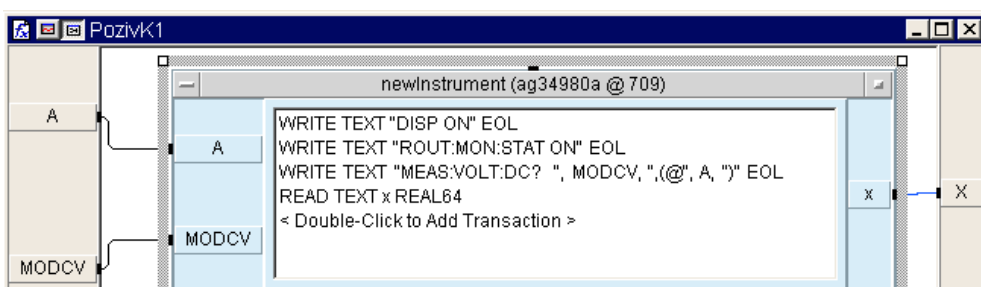 PozivK1
newInstrument (ag34980a @ 709)
A
A
WRITE TEXT "DISP ON" EOL
WRITE TEXT "ROUT:MON:STAT ON" EOL
WRITE TEXT "MEAS:VOLT:DC?  ", MODCV, ",(@", A, ")" EOL
READ TEXT x REAL64
< Double-Click to Add Transaction >
x
X
MODCV
MODCV